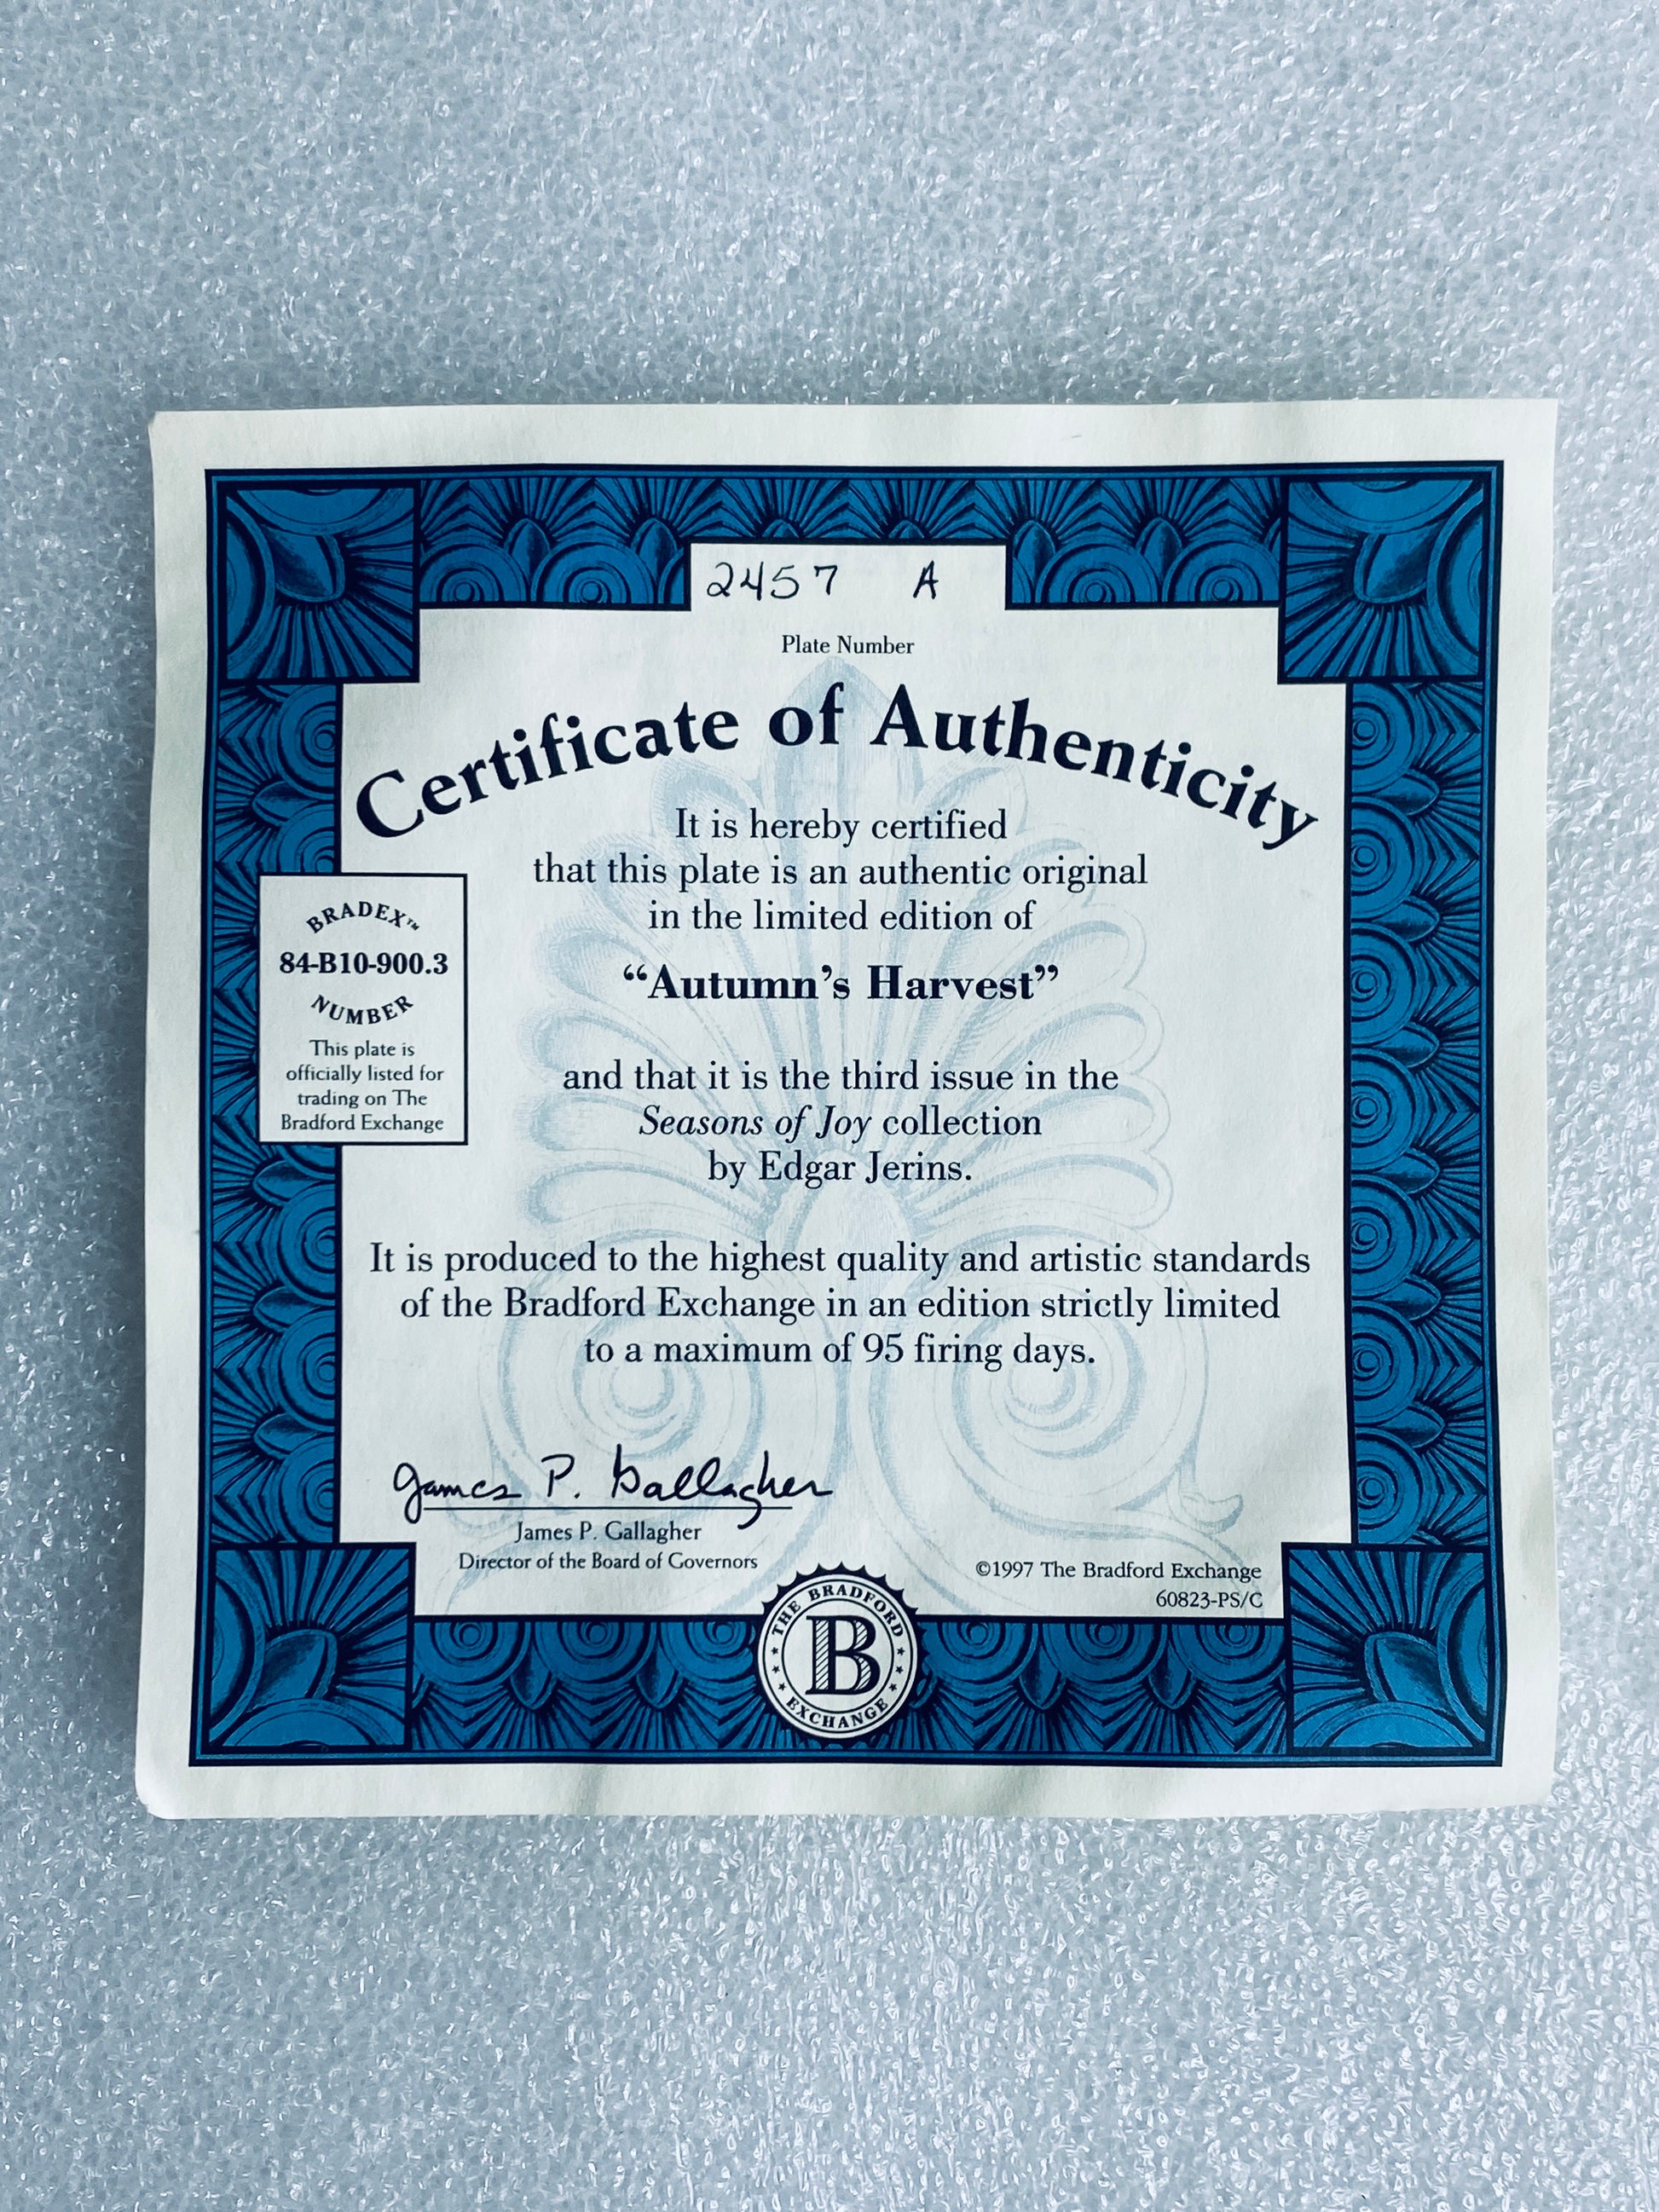 2457 A
Plate Number
Certificate of Authenticity
It is hereby certified
that this plate is an authentic original
in the limited edition of
“Autumn’s Harvest”
and that it is the third issue in the
Seasons of Joy collection
by Edgar Jerins.
It is produced to the highest quality and artistic standards
of the Bradford Exchange in an edition strictly limited
to a maximum of 95 firing days.
BRADEX™
84-B10-900.3
NUMBER
This plate is
officially listed for
trading on The
Bradford Exchange
James P. Gallagher
James P. Gallagher
Director of the Board of Governors
©1997 The Bradford Exchange
60823-PS/C
THE BRADFORD
B
EXCHANGE